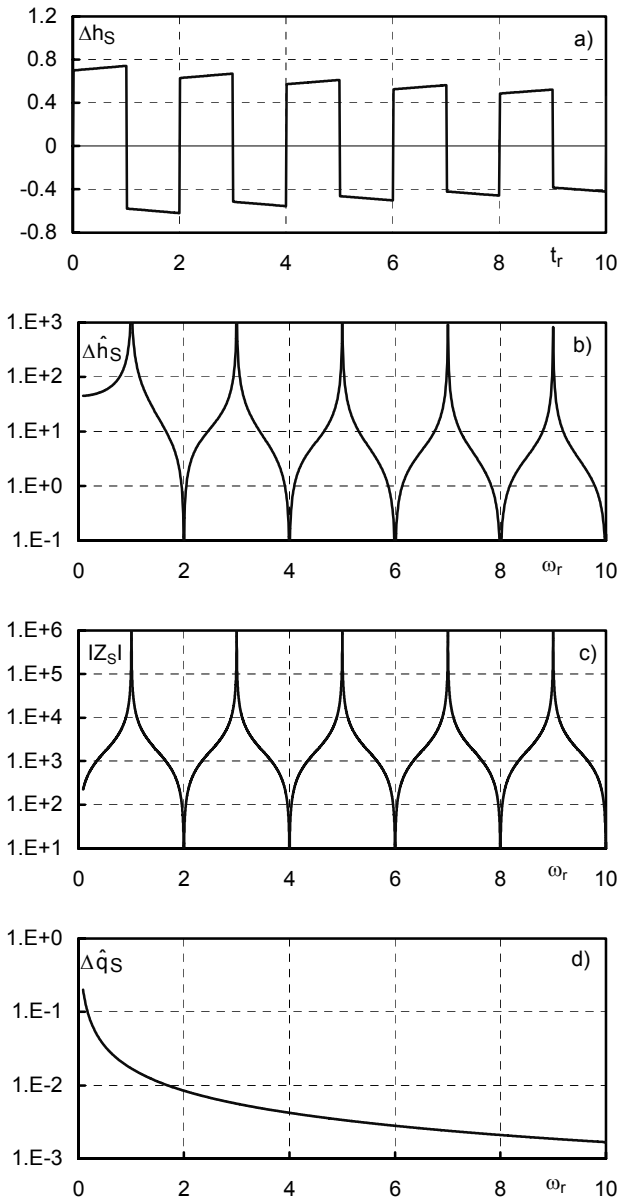 1.2
Δh_S
a)
0.8
0.4
0
-0.4
-0.8
0 2 4 6 8 t_r 10
1.E+3
Δĥ_S
b)
1.E+2
1.E+1
1.E+0
1.E-1
2 4 6 8 ω_r 10
1.E+6
|Z_S|
c)
1.E+5
1.E+4
1.E+3
1.E+2
1.E+1
0 2 4 6 8 ω_r 10
1.E+0
Δq̂_S
d)
1.E-1
1.E-2
1.E-3
0 2 4 6 8 ω_r 10